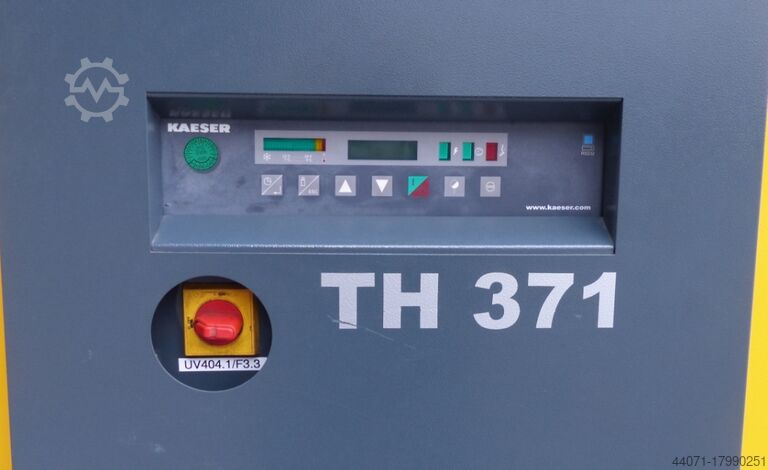 KAESER
www.kaeser.com
TH 371
UV404.1/F3.3
44071-17990251